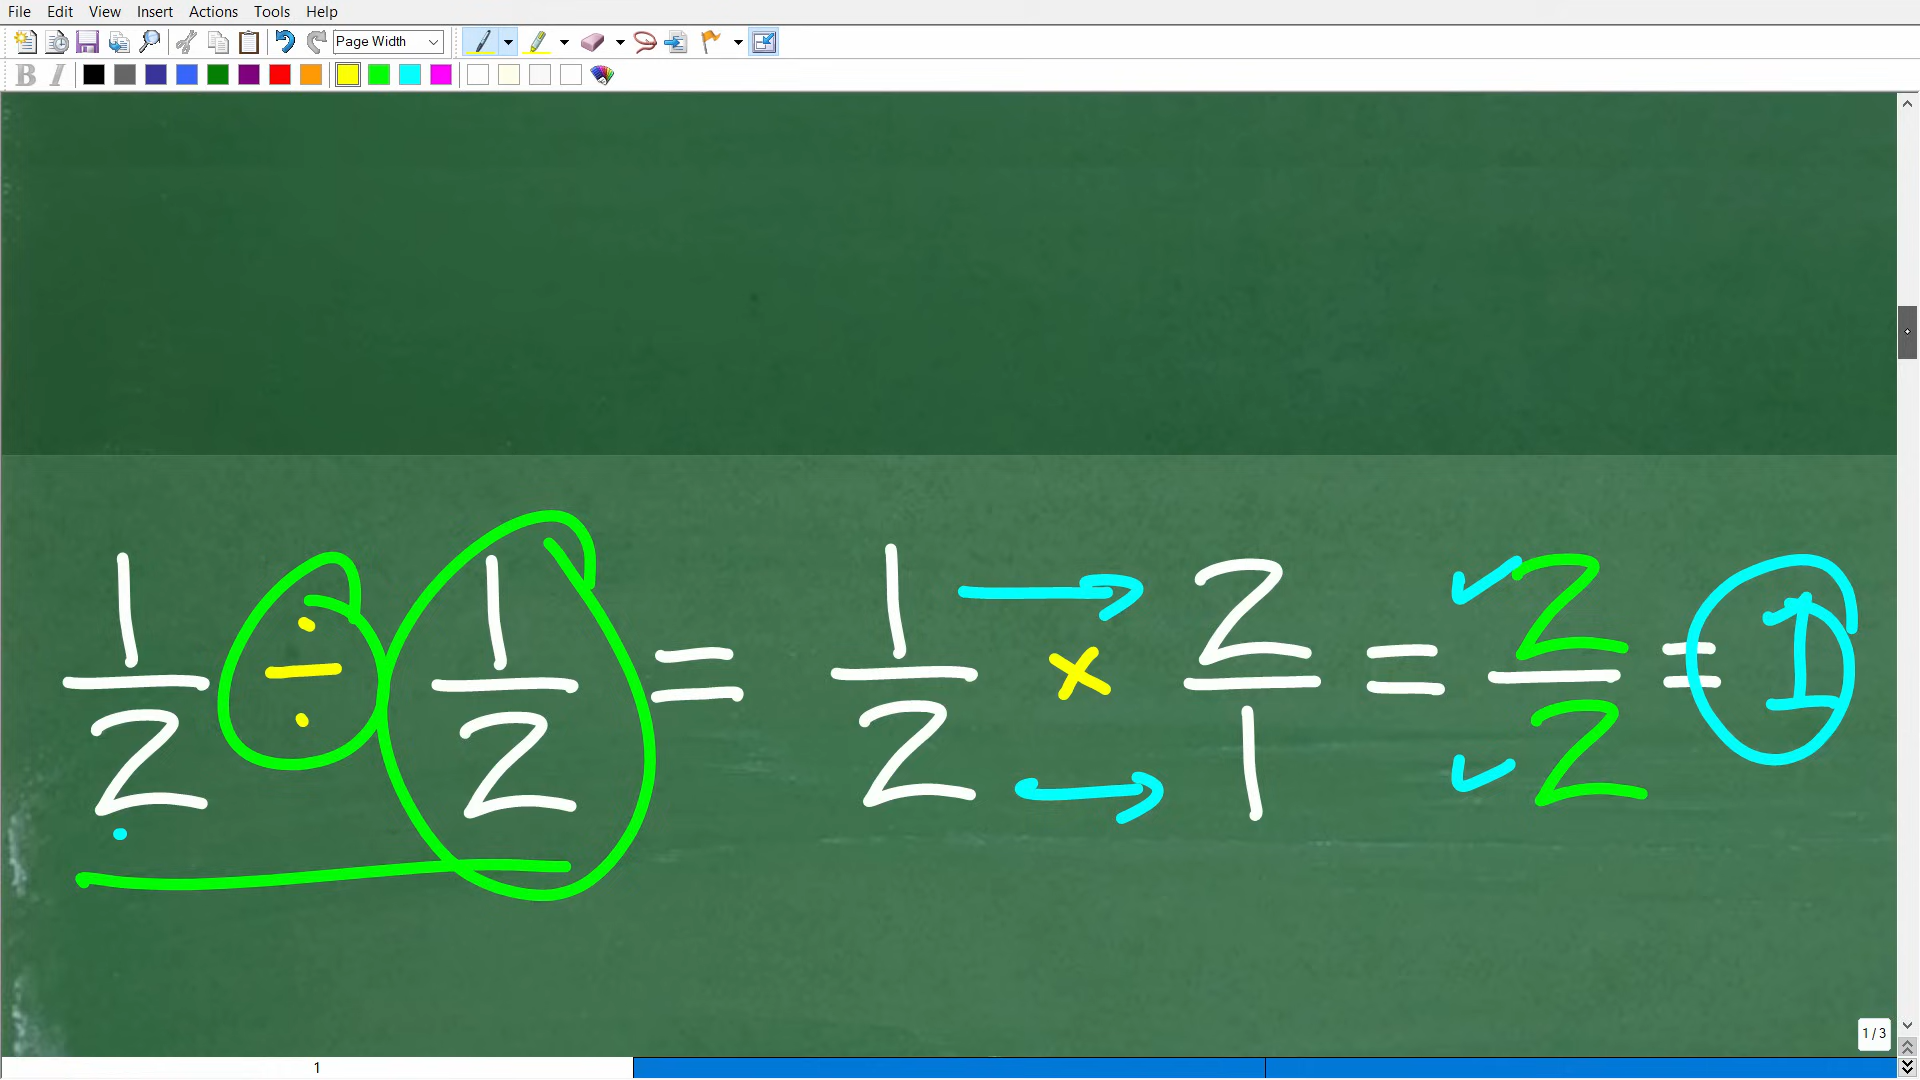 File Edit View Insert Actions Tools Help
Page Width
B I
1/2 ÷ 1/2 = 1/2 × 2/1 = 2/2 = 1
1 / 3
1